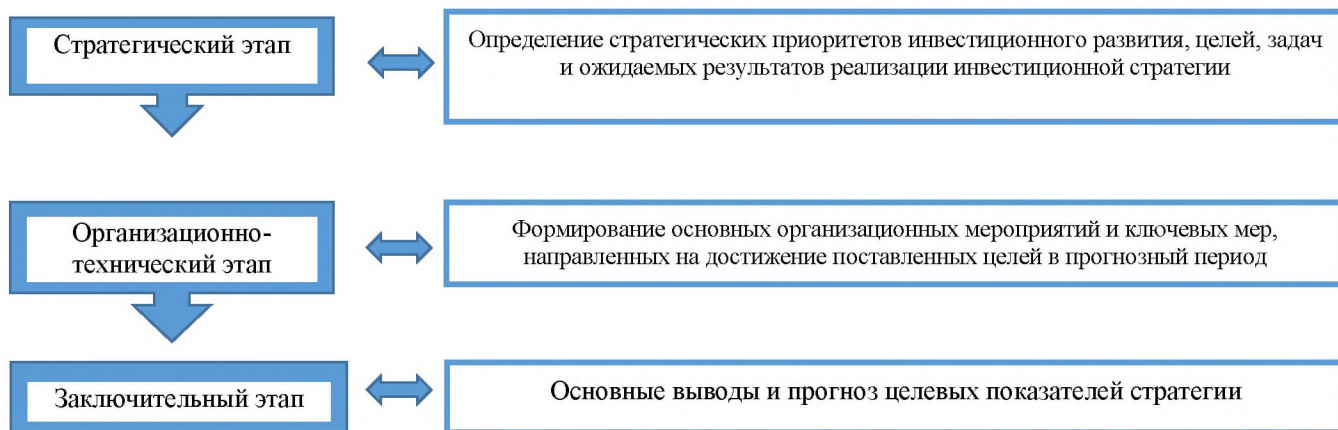 Стратегический этап
Определение стратегических приоритетов инвестиционного развития, целей, задач
и ожидаемых результатов реализации инвестиционной стратегии
Организационно-
технический этап
Формирование основных организационных мероприятий и ключевых мер,
направленных на достижение поставленных целей в прогнозный период
Заключительный этап
Основные выводы и прогноз целевых показателей стратегии